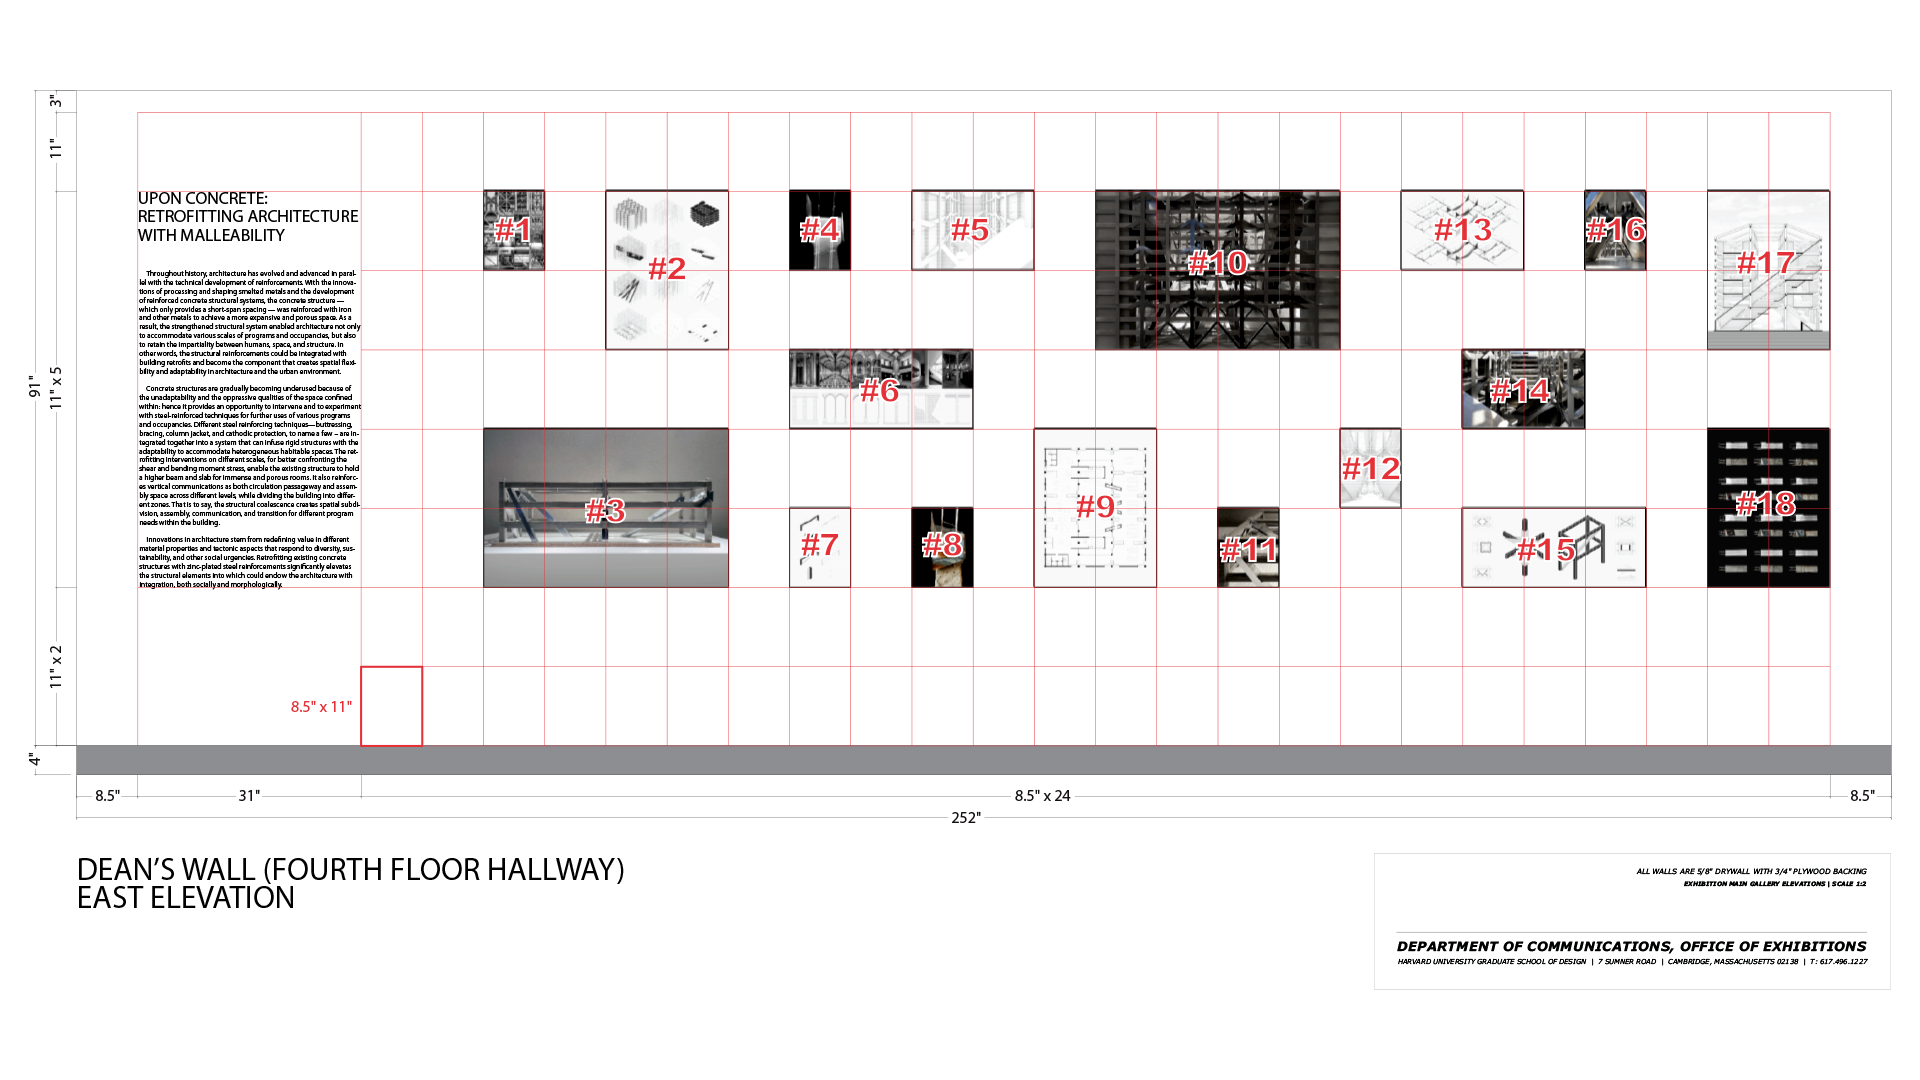 3"
11"
91"
11" x 5
11" x 2
4"
UPON CONCRETE:
RETROFITTING ARCHITECTURE
WITH MALLEABILITY
Throughout history, architecture has evolved and advanced in paral-
lel with the technical development of reinforcements. With the innova-
tions of processing and shaping smelted metals and the development
of reinforced concrete structural systems, the concrete structure —
which only provides a short-span spacing — was reinforced with iron
and other metals to achieve a more expansive and porous space. As a
result, the strengthened structural system enabled architecture not only
to accommodate various scales of programs and occupancies, but also
to retain the impartiality between humans, space, and structure. In
other words, the structural reinforcements could be integrated with
building retrofits and become the component that creates spatial flexi-
bility and adaptability in architecture and the urban environment.
Concrete structures are gradually becoming underused because of
the unadaptability and the oppressive qualities of the space confined
within: hence it provides an opportunity to intervene and to experiment
with steel-reinforced techniques for further uses of various programs
and occupancies. Different steel reinforcing techniques—buttressing,
bracing, column jacket, and cathodic protection, to name a few – are in-
tegrated together into a system that can infuse rigid structures with the
adaptability to accommodate heterogeneous habitable spaces. The ret-
rofitting interventions on different scales, for better confronting the
shear and bending moment stress, enable the existing structure to hold
a higher beam and slab for immense and porous rooms. It also reinforc-
es vertical communications as both circulation passageway and assem-
bly space across different levels, while dividing the building into differ-
ent zones. That is to say, the structural coalescence creates spatial subdi-
vision, assembly, communication, and transition for different program
needs within the building.
Innovations in architecture stem from redefining value in different
material properties and tectonic aspects that respond to diversity, sus-
tainability, and other social urgencies. Retrofitting existing concrete
structures with zinc-plated steel reinforcements significantly elevates
the structural elements into which could endow the architecture with
integration, both socially and morphologically.
#1
#2
#3
#4
#5
#6
#7
#8
#9
#10
#11
#12
#13
#14
#15
#16
#17
#18
8.5" x 11"
8.5"
31"
8.5" x 24
8.5"
252"
DEAN’S WALL (FOURTH FLOOR HALLWAY)
EAST ELEVATION
ALL WALLS ARE 5/8" DRYWALL WITH 3/4" PLYWOOD BACKING
EXHIBITION MAIN GALLERY ELEVATIONS | SCALE 1:2
DEPARTMENT OF COMMUNICATIONS, OFFICE OF EXHIBITIONS
HARVARD UNIVERSITY GRADUATE SCHOOL OF DESIGN | 7 SUMNER ROAD | CAMBRIDGE, MASSACHUSETTS 02138 | T: 617.496.1227